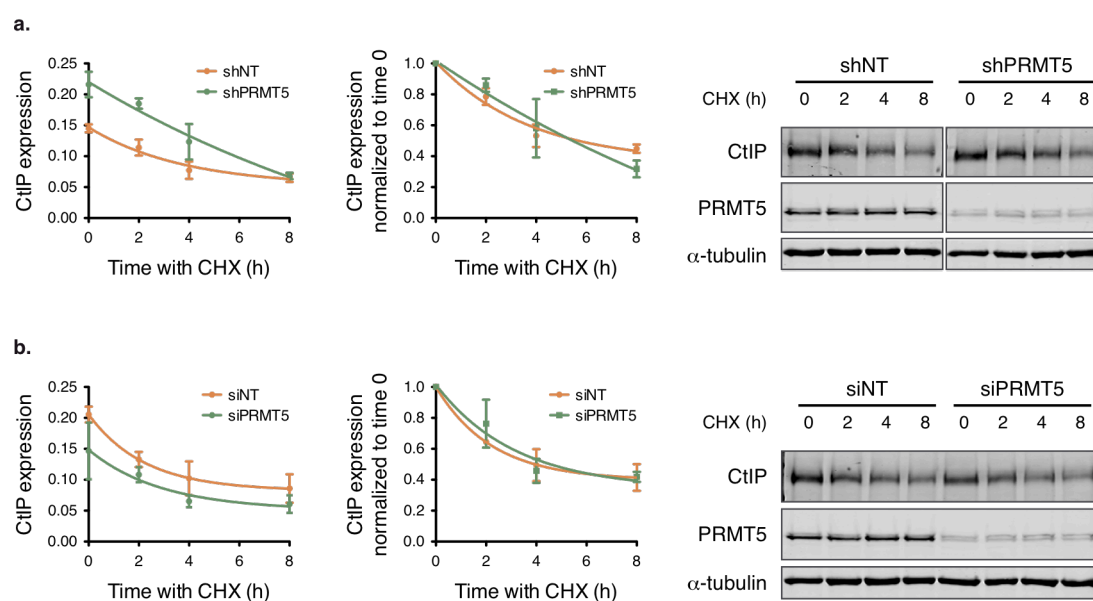 a.
0.25
0.20
0.15
0.10
0.05
0.00
0 2 4 8
CtIP expression
Time with CHX (h)
shNT
shPRMT5
1.0
0.8
0.6
0.4
0.2
0.0
0 2 4 8
CtIP expression
normalized to time 0
Time with CHX (h)
shNT
shPRMT5
shNT shPRMT5
CHX (h) 0 2 4 8 0 2 4 8
CtIP
PRMT5
α-tubulin
b.
0.25
0.20
0.15
0.10
0.05
0.00
0 2 4 8
CtIP expression
Time with CHX (h)
siNT
siPRMT5
1.0
0.8
0.6
0.4
0.2
0.0
0 2 4 8
CtIP expression
normalized to time 0
Time with CHX (h)
siNT
siPRMT5
siNT siPRMT5
CHX (h) 0 2 4 8 0 2 4 8
CtIP
PRMT5
α-tubulin